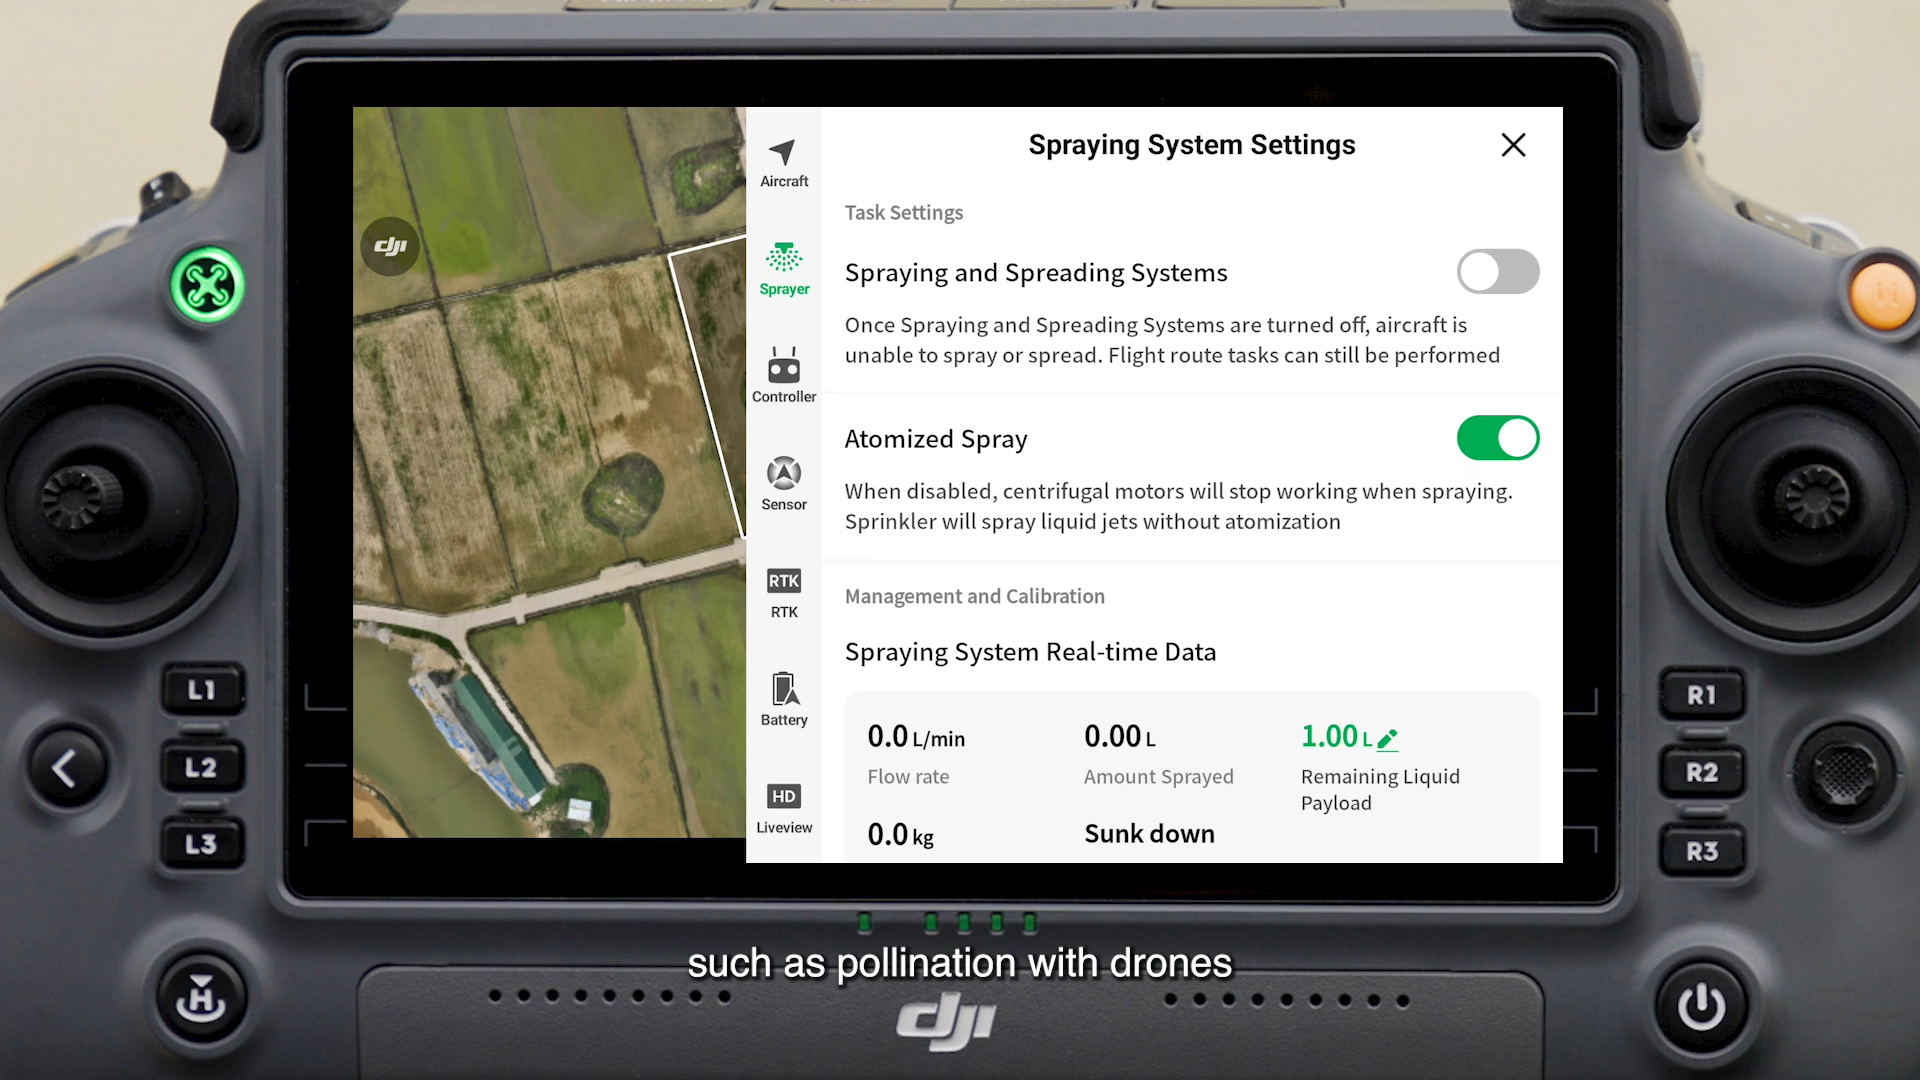 Spraying System Settings
Aircraft
Task Settings
dji
Spraying and Spreading Systems
Sprayer
Once Spraying and Spreading Systems are turned off, aircraft is
unable to spray or spread. Flight route tasks can still be performed
Controller
Atomized Spray
When disabled, centrifugal motors will stop working when spraying.
Sprinkler will spray liquid jets without atomization
Sensor
RTK
RTK
Management and Calibration
Spraying System Real-time Data
L1
R1
Battery
0.0 L/min
0.00 L
1.00 L
Flow rate
Amount Sprayed
Remaining Liquid
Payload
L2
R2
HD
Liveview
0.0 kg
Sunk down
L3
R3
such as pollination with drones
H
dji